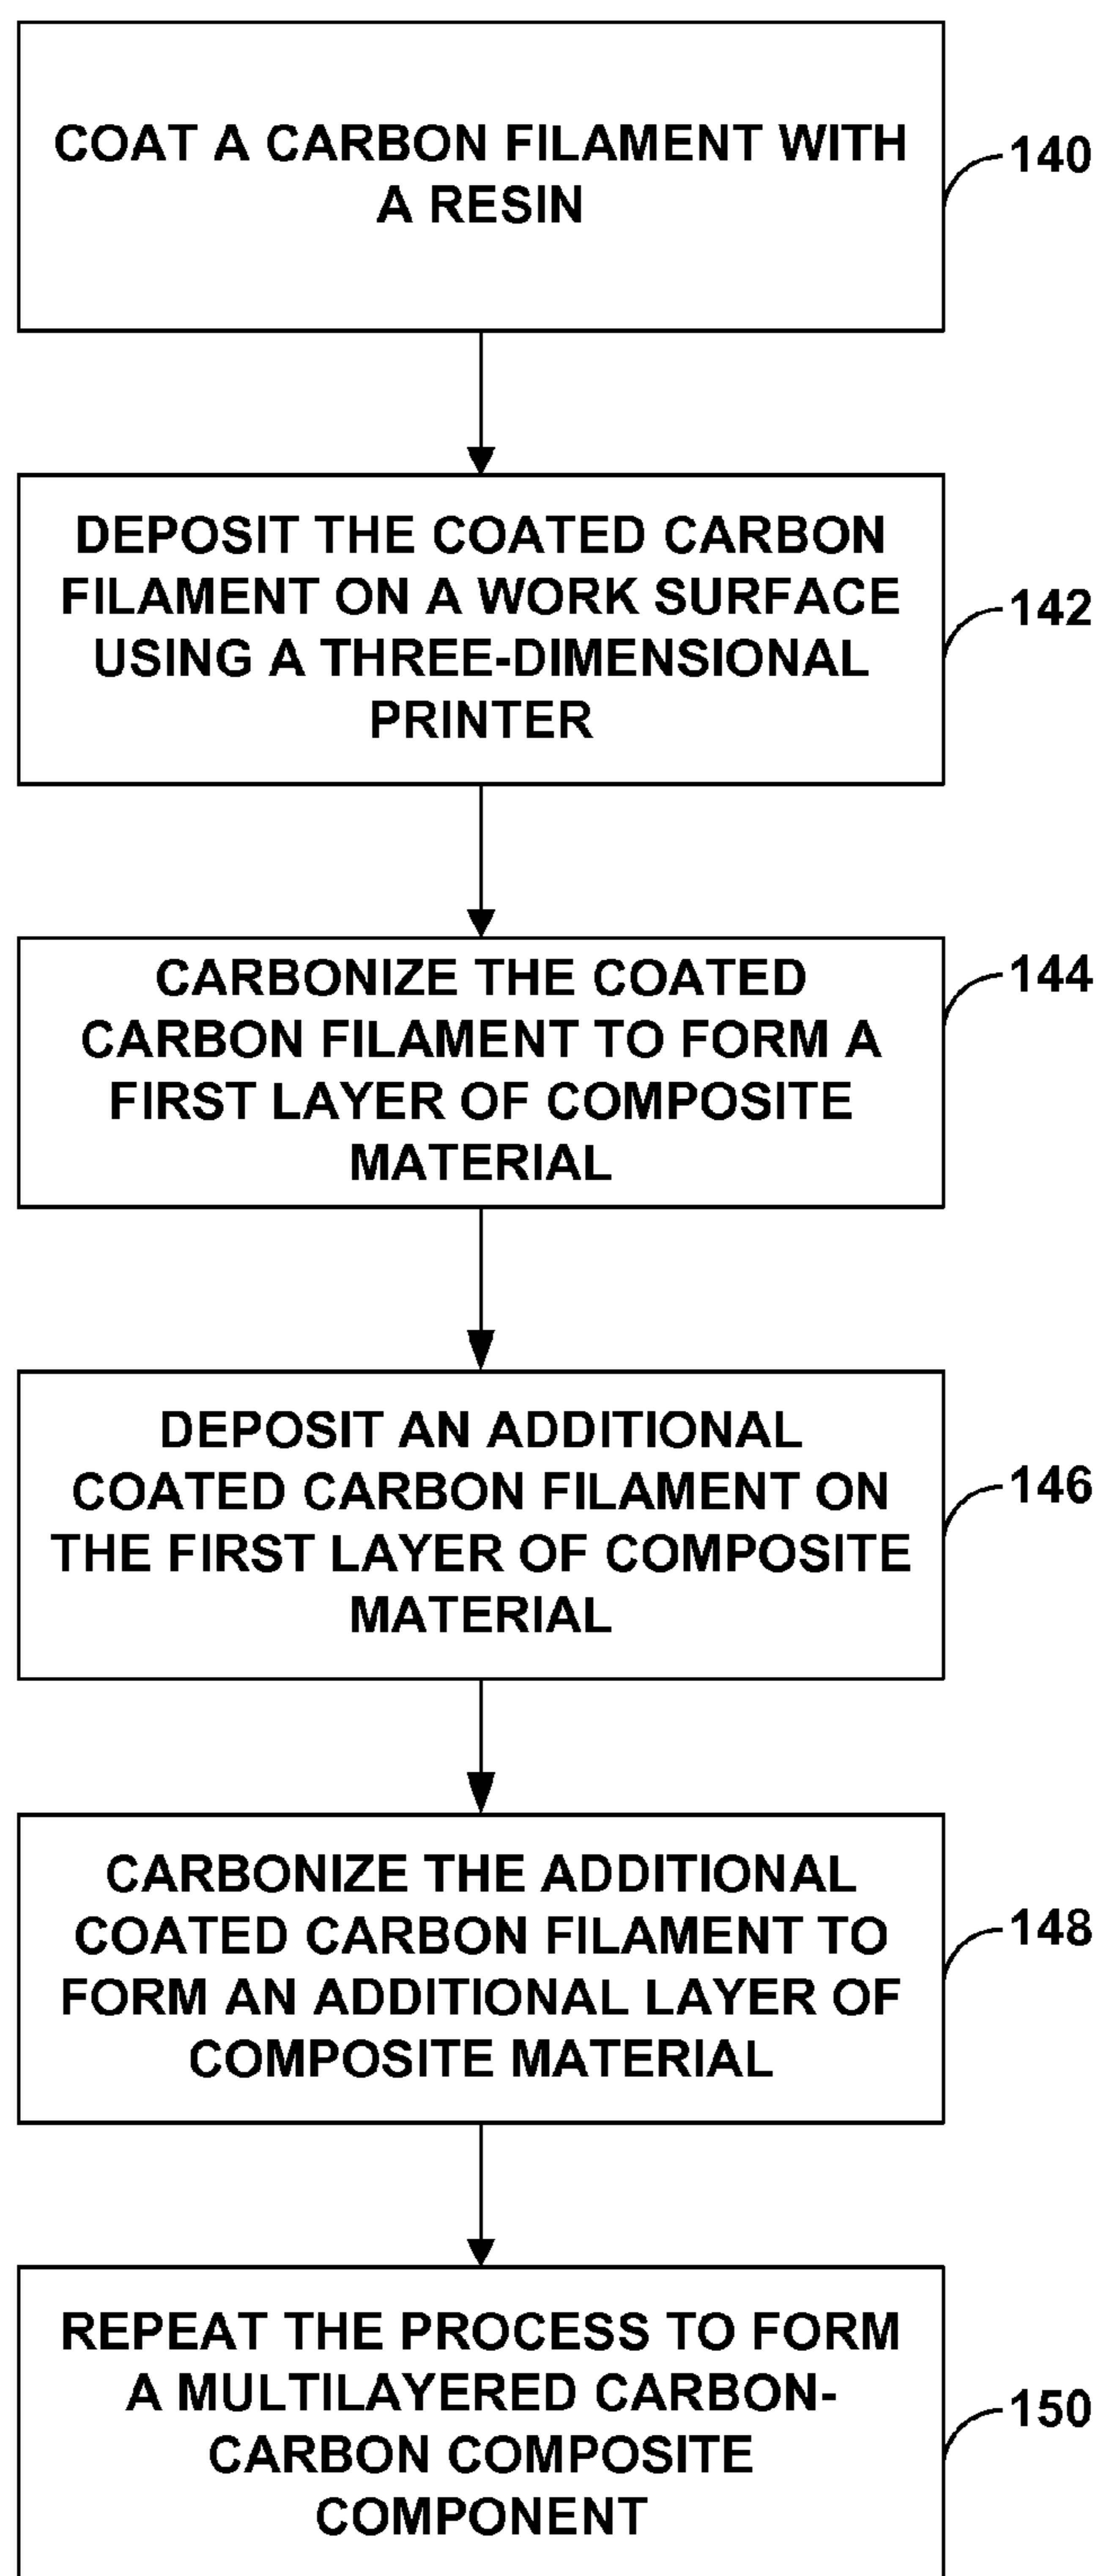 COAT A CARBON FILAMENT WITH
A RESIN
140
DEPOSIT THE COATED CARBON
FILAMENT ON A WORK SURFACE
USING A THREE-DIMENSIONAL
PRINTER
142
CARBONIZE THE COATED
CARBON FILAMENT TO FORM A
FIRST LAYER OF COMPOSITE
MATERIAL
144
DEPOSIT AN ADDITIONAL
COATED CARBON FILAMENT ON
THE FIRST LAYER OF COMPOSITE
MATERIAL
146
CARBONIZE THE ADDITIONAL
COATED CARBON FILAMENT TO
FORM AN ADDITIONAL LAYER OF
COMPOSITE MATERIAL
148
REPEAT THE PROCESS TO FORM
A MULTILAYERED CARBON-
CARBON COMPOSITE
COMPONENT
150